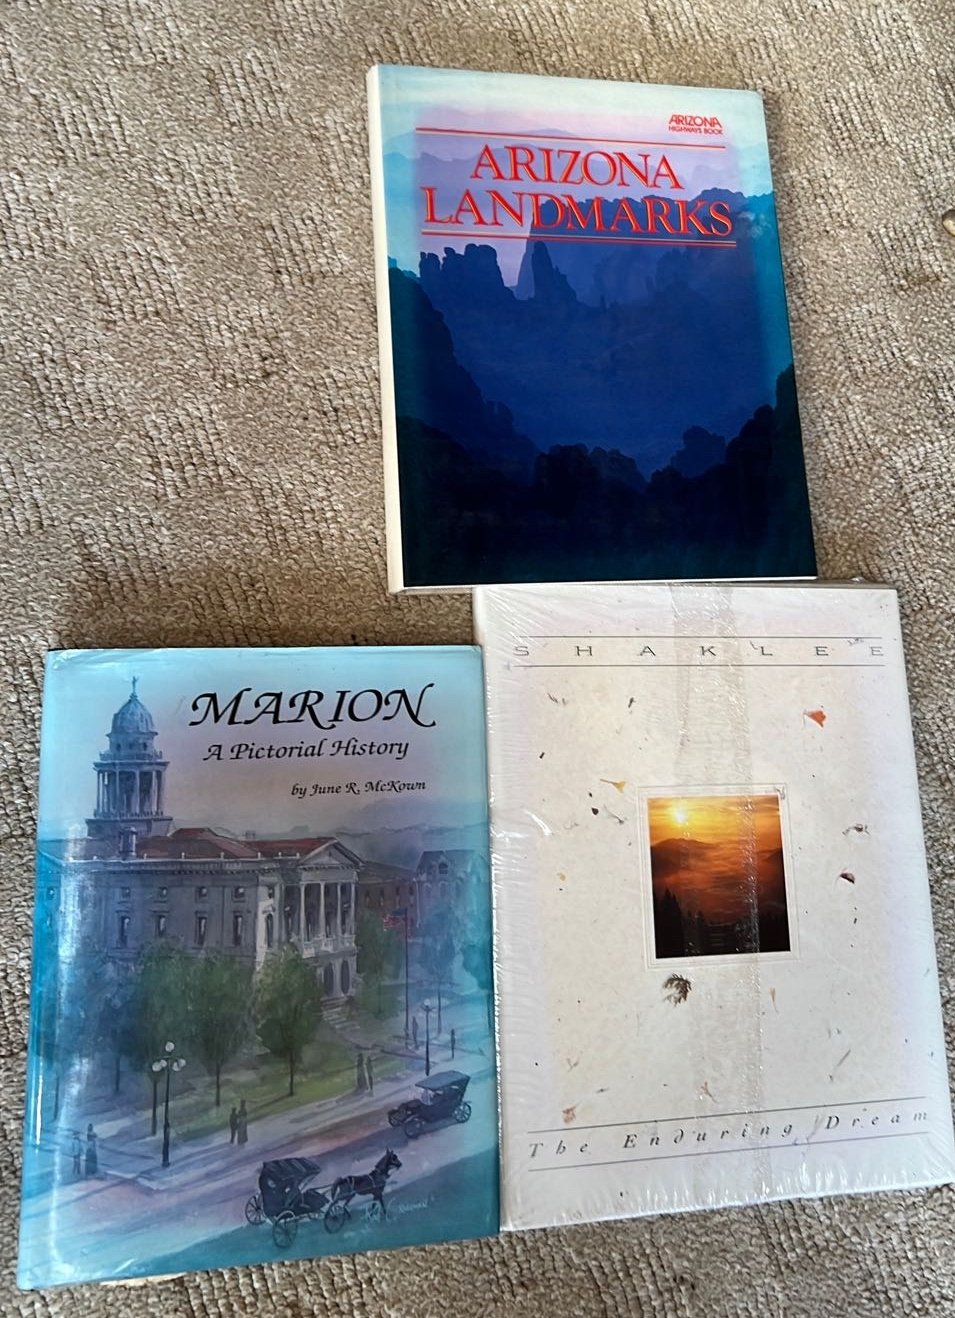 ARIZONA
HIGHWAYS BOOK
ARIZONA
LANDMARKS
MARION
A Pictorial History
by June R. McKown
SHAKLEE
The Enduring Dream